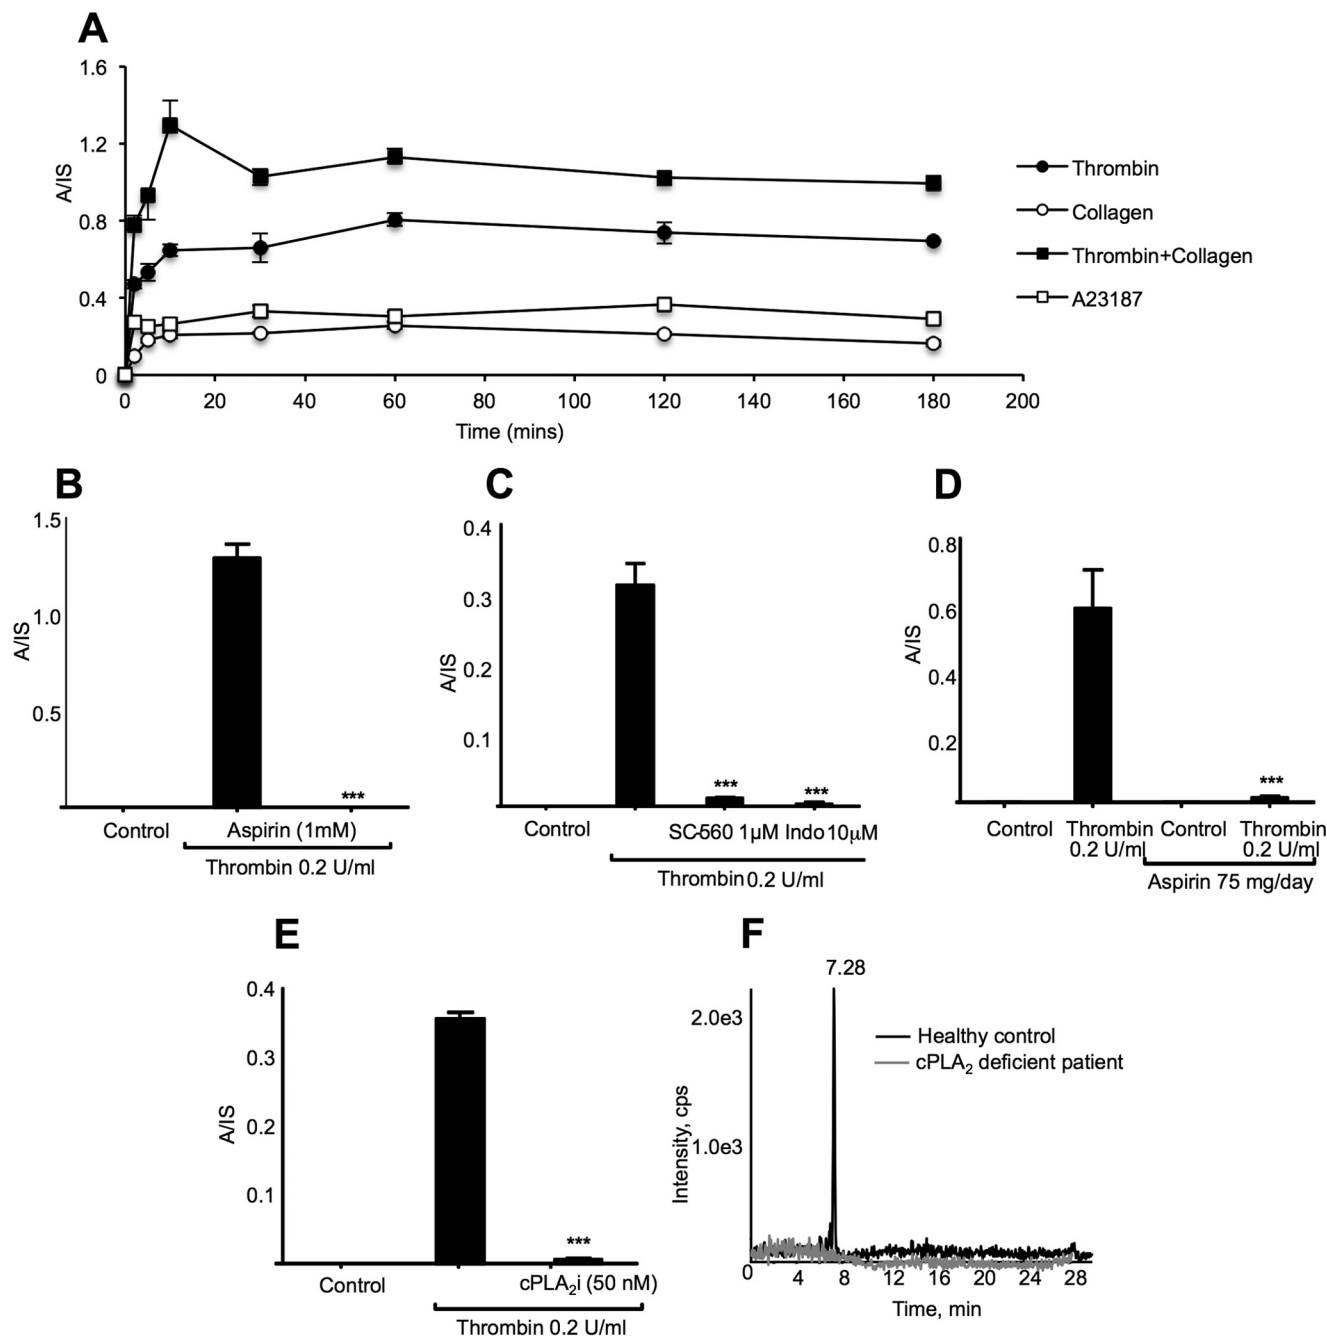 A
1.6
1.2
0.8
0.4
0
A/IS
0 20 40 60 80 100 120 140 160 180 200
Time (mins)
Thrombin
Collagen
Thrombin+Collagen
A23187
B
1.5
1.0
0.5
A/IS
Control Aspirin (1mM)
***
Thrombin 0.2 U/ml
C
0.4
0.3
0.2
0.1
A/IS
*** ***
Control SC-560 1µM Indo 10µM
Thrombin 0.2 U/ml
D
0.8
0.6
0.4
0.2
A/IS
***
Control Thrombin Control Thrombin
0.2 U/ml 0.2 U/ml
Aspirin 75 mg/day
E
0.4
0.3
0.2
0.1
A/IS
***
Control cPLA₂i (50 nM)
Thrombin 0.2 U/ml
F
7.28
2.0e3
1.0e3
Intensity, cps
Healthy control
cPLA₂ deficient patient
0 4 8 12 16 20 24 28
Time, min